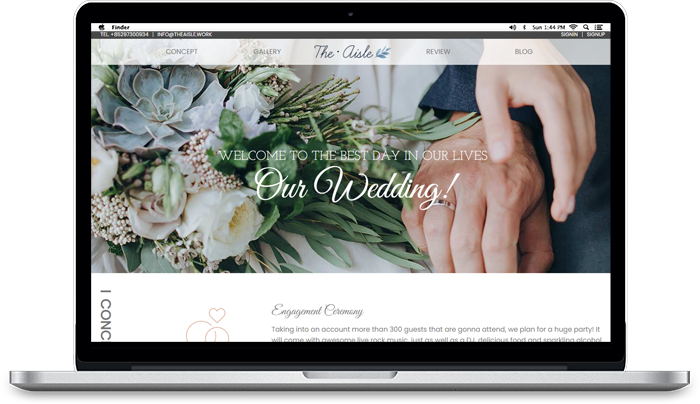 Finder
Sun 1:44 PM
TEL +85297300934 | INFO@THEAISLE.WORK
SIGNIN | SIGNUP
CONCEPT
GALLERY
The · Aisle
REVIEW
BLOG
WELCOME TO THE BEST DAY IN OUR LIVES
Our Wedding!
I CONC
Engagement Ceremony
Taking into an account more than 300 guests that are gonna attend, we plan for a huge party! It
will come with awesome live rock music, just as well as a DJ, delicious food and sparkling alcohol